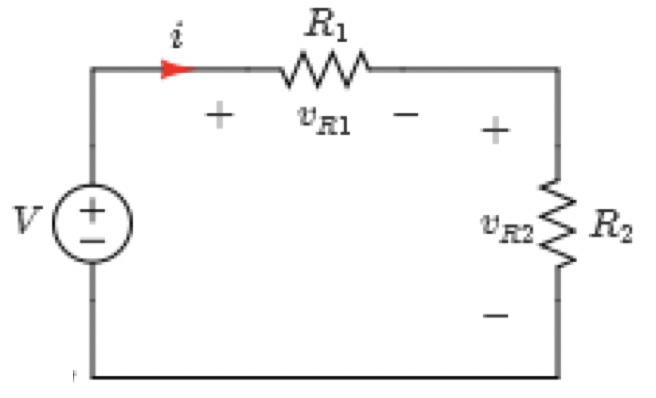 i
R1
+ vR1 −
+
V + −
vR2 R2
−